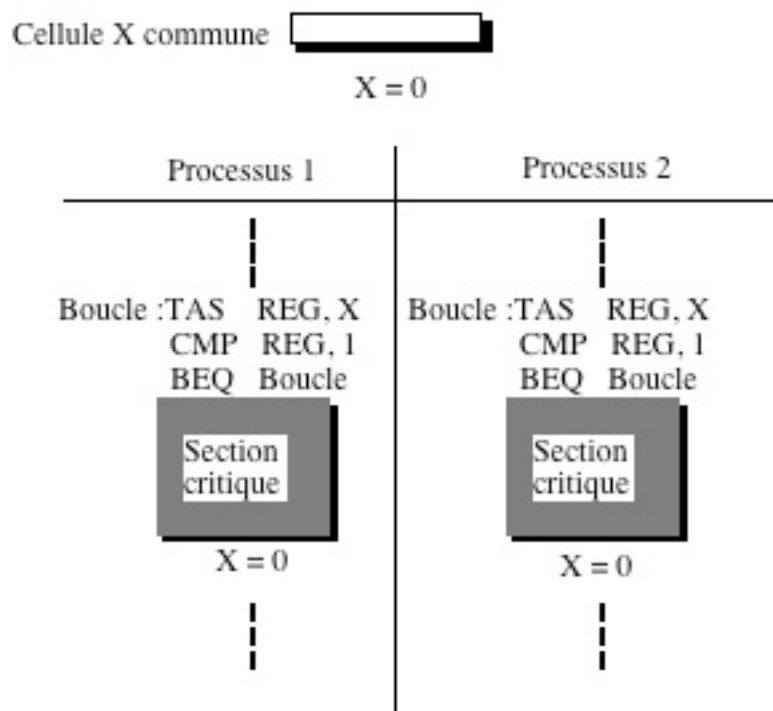 Cellule X commune
X = 0
Processus 1
Processus 2
Boucle :TAS REG, X
CMP REG, 1
BEQ Boucle
Section
critique
X = 0
Boucle :TAS REG, X
CMP REG, 1
BEQ Boucle
Section
critique
X = 0